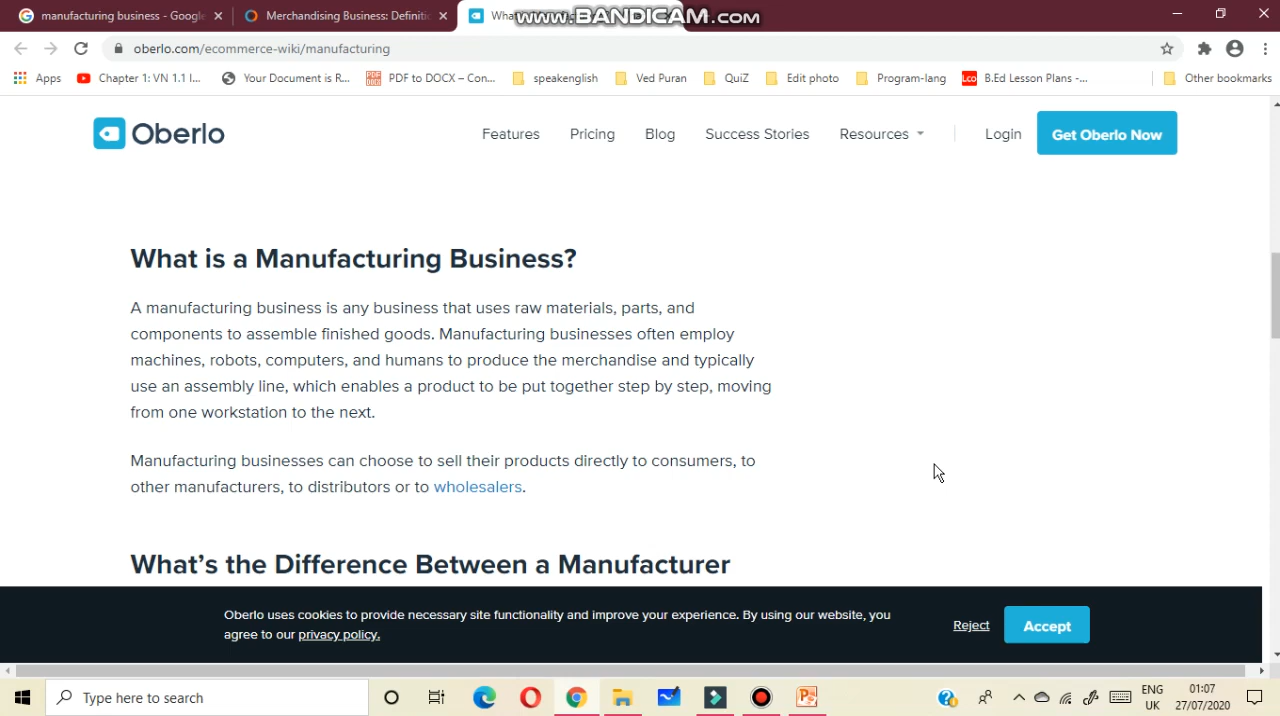 manufacturing business - Google
Merchandising Business: Definiti
What
www.BANDICAM.com
oberlo.com/ecommerce-wiki/manufacturing
Apps
Chapter 1: VN 1.1 I...
Your Document is R...
PDF to DOCX – Con...
speakenglish
Ved Puran
QuiZ
Edit photo
Program-lang
Lco
B.Ed Lesson Plans -...
Other bookmarks
Oberlo
Features
Pricing
Blog
Success Stories
Resources
Login
Get Oberlo Now
What is a Manufacturing Business?
A manufacturing business is any business that uses raw materials, parts, and
components to assemble finished goods. Manufacturing businesses often employ
machines, robots, computers, and humans to produce the merchandise and typically
use an assembly line, which enables a product to be put together step by step, moving
from one workstation to the next.
Manufacturing businesses can choose to sell their products directly to consumers, to
other manufacturers, to distributors or to wholesalers.
What’s the Difference Between a Manufacturer
Oberlo uses cookies to provide necessary site functionality and improve your experience. By using our website, you
agree to our privacy policy.
Reject
Accept
Type here to search
ENG
UK
01:07
27/07/2020